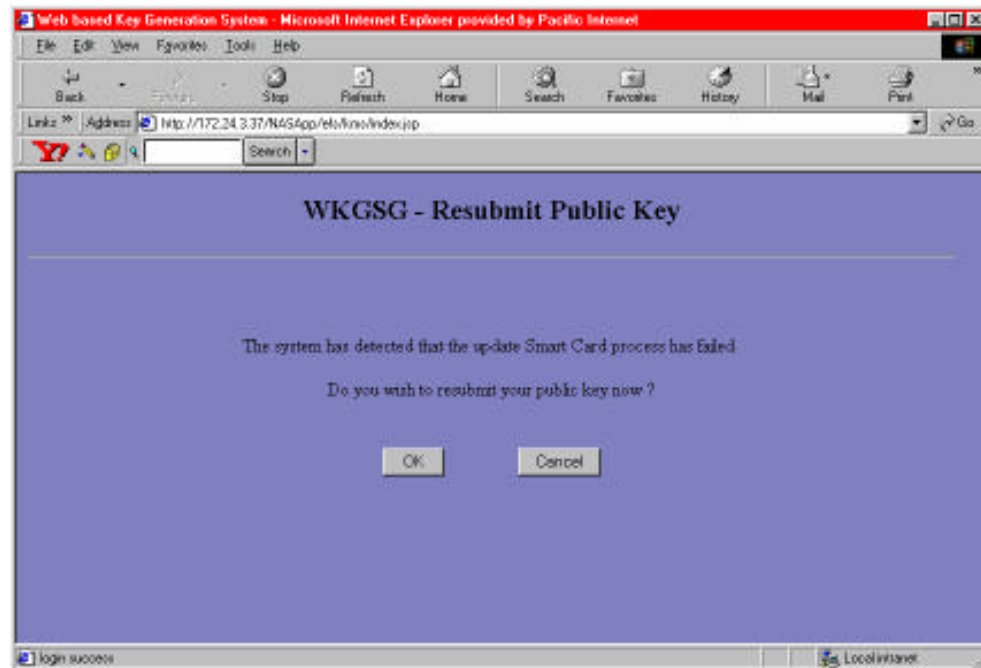 Web based Key Generation System - Microsoft Internet Explorer provided by Pacific Internet
File Edit View Favorites Tools Help
Back Forward Stop Refresh Home Search Favorites History Mail Print
Links » Address http://172.24.3.37/NASApp/elo/kms/index.jsp Go
Y! Search
WKGSG - Resubmit Public Key
The system has detected that the update Smart Card process has failed
Do you wish to resubmit your public key now ?
OK Cancel
login success Local intranet